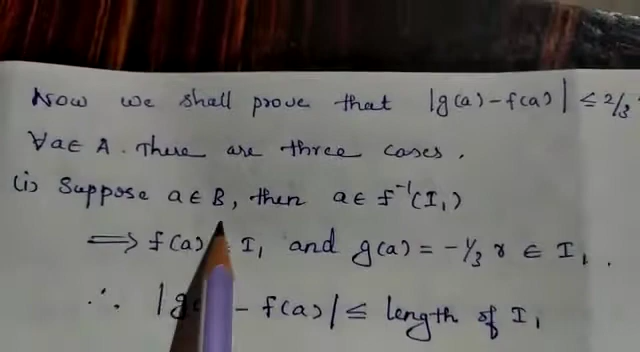 Now we shall prove that |g(a) - f(a)| ≤ 2/3
∀ a ∈ A. There are three cases.
(i) Suppose a ∈ B, then a ∈ f⁻¹(I₁)
⟹ f(a) I₁ and g(a) = -1/3 r ∈ I₁.
∴ |g - f(a)| ≤ length of I₁